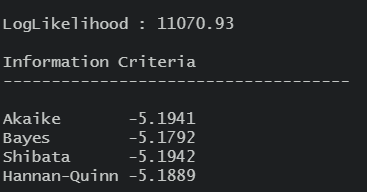 LogLikelihood : 11070.93
Information Criteria
------------------------------------
Akaike       -5.1941
Bayes        -5.1792
Shibata      -5.1942
Hannan-Quinn -5.1889